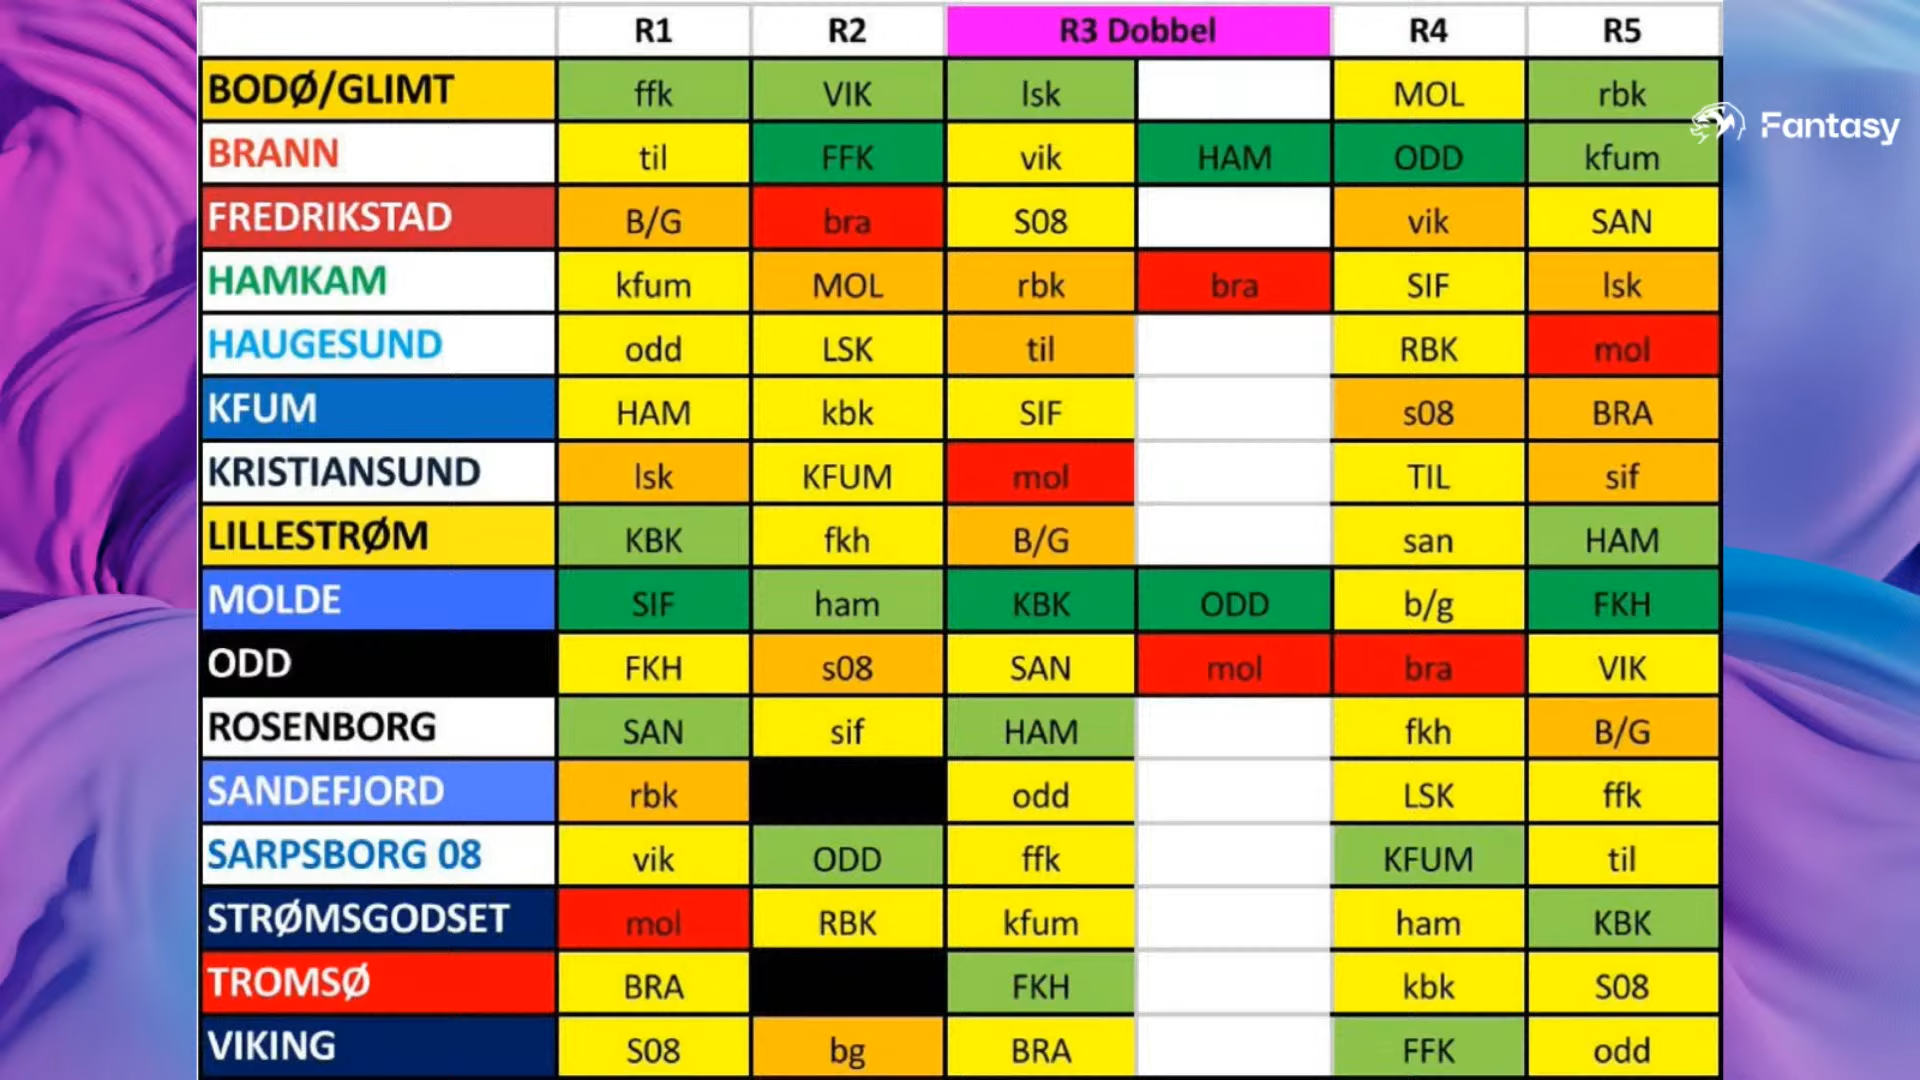 R1 R2 R3 Dobbel R4 R5
BODØ/GLIMT ffk VIK lsk MOL rbk
Fantasy
BRANN til FFK vik HAM ODD kfum
FREDRIKSTAD B/G bra S08 vik SAN
HAMKAM kfum MOL rbk bra SIF lsk
HAUGESUND odd LSK til RBK mol
KFUM HAM kbk SIF s08 BRA
KRISTIANSUND lsk KFUM mol TIL sif
LILLESTRØM KBK fkh B/G san HAM
MOLDE SIF ham KBK ODD b/g FKH
ODD FKH s08 SAN mol bra VIK
ROSENBORG SAN sif HAM fkh B/G
SANDEFJORD rbk odd LSK ffk
SARPSBORG 08 vik ODD ffk KFUM til
STRØMSGODSET mol RBK kfum ham KBK
TROMSØ BRA FKH kbk S08
VIKING S08 bg BRA FFK odd